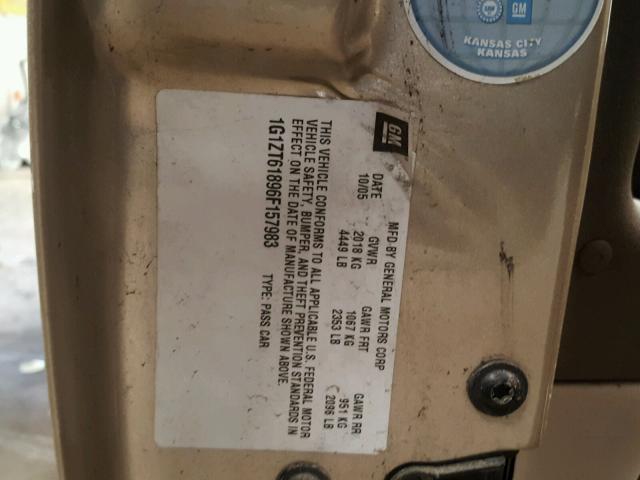 GM
KANSAS CITY
KANSAS
GM
MFD BY GENERAL MOTORS CORP
DATE GVWR GAWR FRT GAWR RR
10/05 2018 KG 1067 KG 951 KG
4449 LB 2353 LB 2096 LB
THIS VEHICLE CONFORMS TO ALL APPLICABLE U.S. FEDERAL MOTOR
VEHICLE SAFETY, BUMPER, AND THEFT PREVENTION STANDARDS IN
EFFECT ON THE DATE OF MANUFACTURE SHOWN ABOVE.
1G1ZT61896F157983 TYPE: PASS CAR